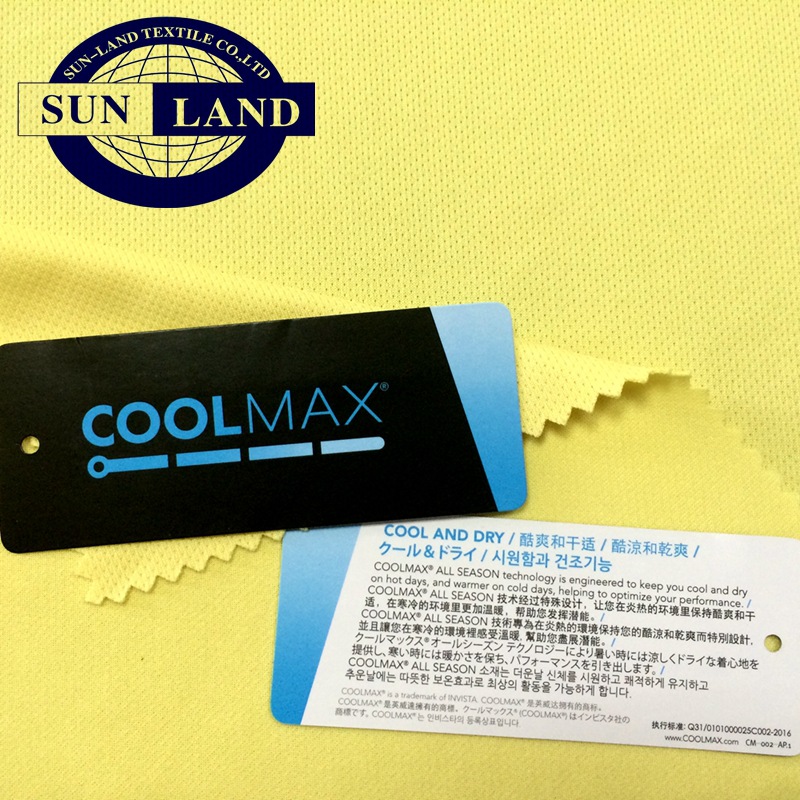 SUN-LAND TEXTILE CO.,LTD
SUN LAND
COOLMAX®
COOL AND DRY / 酷爽和干适 / 酷涼和乾爽 /
クール＆ドライ / 시원함과 건조기능
COOLMAX® ALL SEASON technology is engineered to keep you cool and dry
on hot days, and warmer on cold days, helping to optimize your performance. /
COOLMAX® ALL SEASON 技术经过特殊设计，让您在炎热的环境里保持酷爽和干
适，在寒冷的环境里更加温暖，帮助您发挥潜能。/
COOLMAX® ALL SEASON 技術專為在炎熱的環境保持您的酷涼和乾爽而特別設計，
並且讓您在寒冷的環境裡感受溫暖，幫助您盡展潛能。/
クールマックス®オールシーズン テクノロジーにより暑い時には涼しくドライな着心地を
提供し、寒い時には暖かさを保ち、パフォーマンスを引き出します。/
COOLMAX® ALL SEASON 소재는 더운날 신체를 시원하고 쾌적하게 유지하고
추운날에는 따뜻한 보온효과로 최상의 활동을 가능하게 합니다.
COOLMAX® is a trademark of INVISTA. COOLMAX® 是英威达拥有的商标。
COOLMAX® 是英威達擁有的商標。クールマックス® (COOLMAX®) はインビスタ社の
商標です。COOLMAX® 는 인비스타의 등록상표입니다
执行标准: Q31/0101000025C002-2016
www.COOLMAX.com CM-002-AP.1